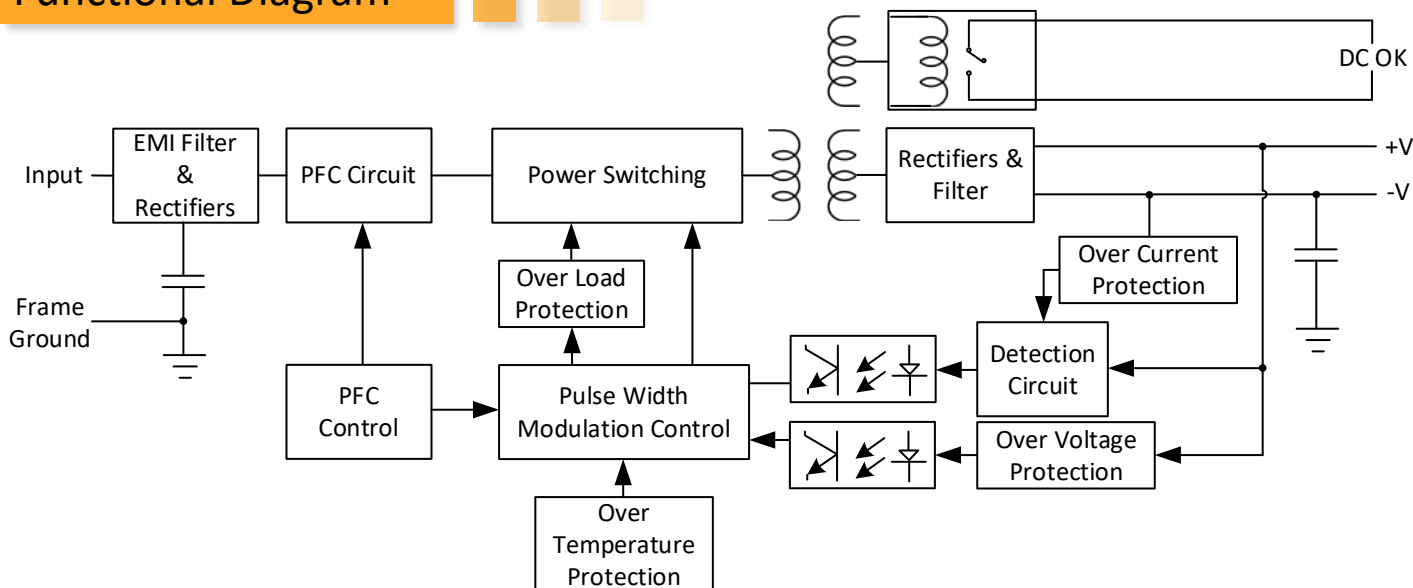 Functional Diagram
DC OK
Input
EMI Filter
&
Rectifiers
PFC Circuit
Power Switching
Rectifiers &
Filter
+V
-V
Over Current
Protection
Over Load
Protection
Frame
Ground
Detection
Circuit
PFC
Control
Pulse Width
Modulation Control
Over Voltage
Protection
Over
Temperature
Protection